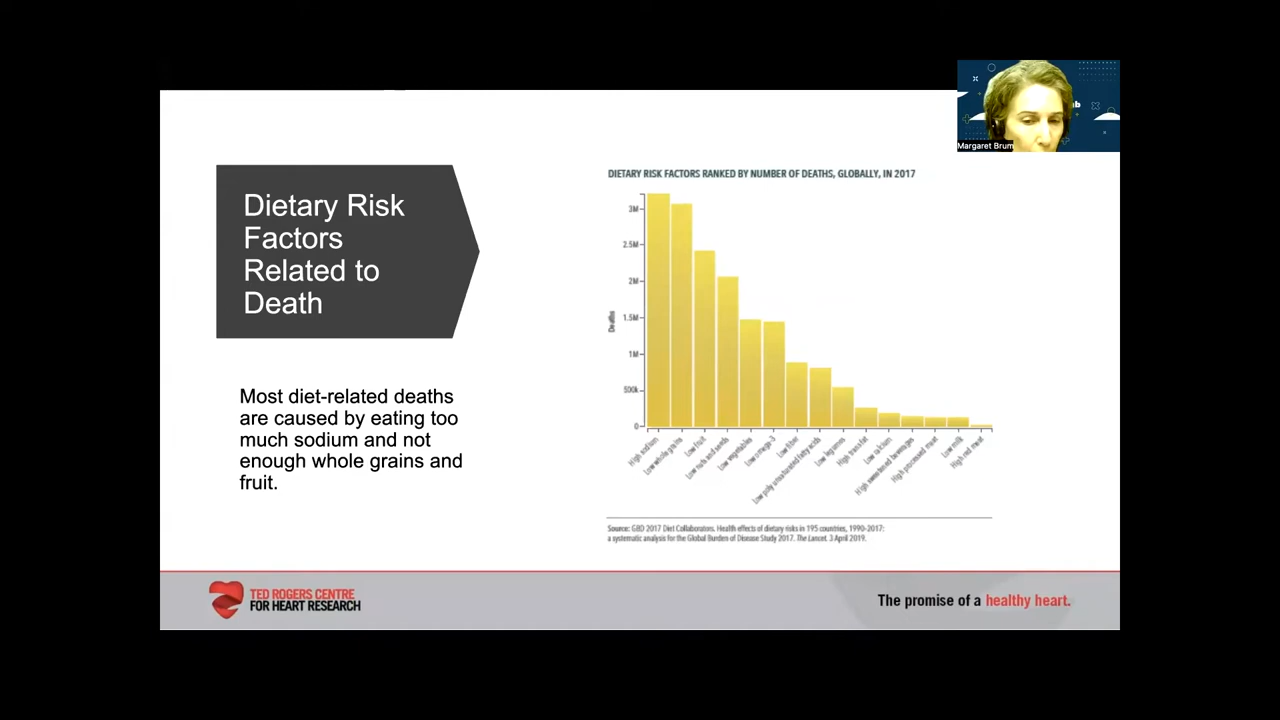 ab
Margaret Brum
Dietary Risk
Factors
Related to
Death
Most diet-related deaths
are caused by eating too
much sodium and not
enough whole grains and
fruit.
DIETARY RISK FACTORS RANKED BY NUMBER OF DEATHS, GLOBALLY, IN 2017
Deaths
3M
2.5M
2M
1.5M
1M
500k
0
High sodium
Low whole grains
Low fruit
Low nuts and seeds
Low vegetables
Low omega-3
Low fiber
Low poly unsaturated fatty acids
Low legumes
High trans fat
Low calcium
High sweetened beverages
High processed meat
Low milk
High red meat
Source: GBD 2017 Diet Collaborators. Health effects of dietary risks in 195 countries, 1990-2017:
a systematic analysis for the Global Burden of Disease Study 2017. The Lancet. 3 April 2019.
TED ROGERS CENTRE
FOR HEART RESEARCH
The promise of a healthy heart.